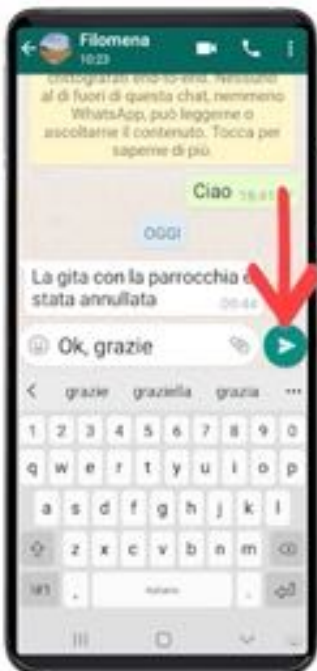 Filomena
10:23
crittografati end-to-end. Nessuno
al di fuori di questa chat, nemmeno
WhatsApp, può leggerne o
ascoltarne il contenuto. Tocca per
saperne di più.
Ciao
OGGI
La gita con la parrocchia è
stata annullata
Ok, grazie
grazie graziella grazia
1 2 3 4 5 6 7 8 9 0
q w e r t y u i o p
a s d f g h j k l
z x c v b n m
!#1 , Italiano .